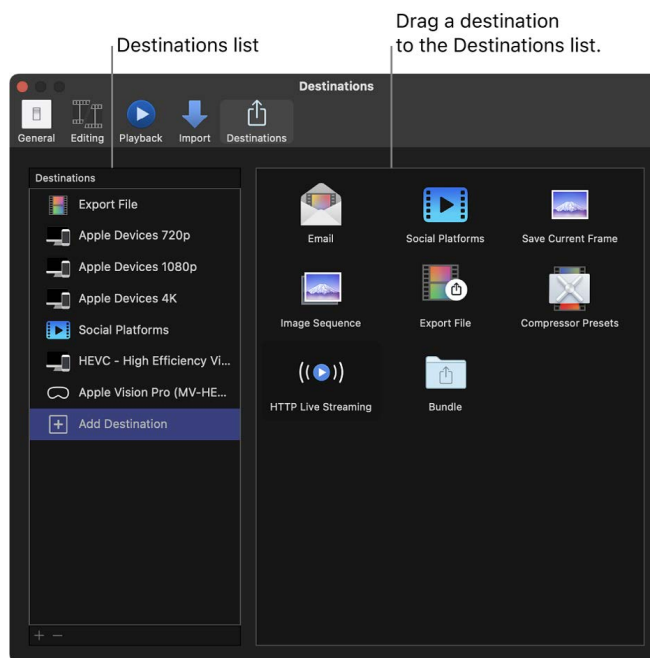 Destinations list
Drag a destination
to the Destinations list.
Destinations
General
Editing
Playback
Import
Destinations
Destinations
Export File
Apple Devices 720p
Apple Devices 1080p
Apple Devices 4K
Social Platforms
HEVC - High Efficiency Vi...
Apple Vision Pro (MV-HE...
Add Destination
Email
Social Platforms
Save Current Frame
Image Sequence
Export File
Compressor Presets
HTTP Live Streaming
Bundle